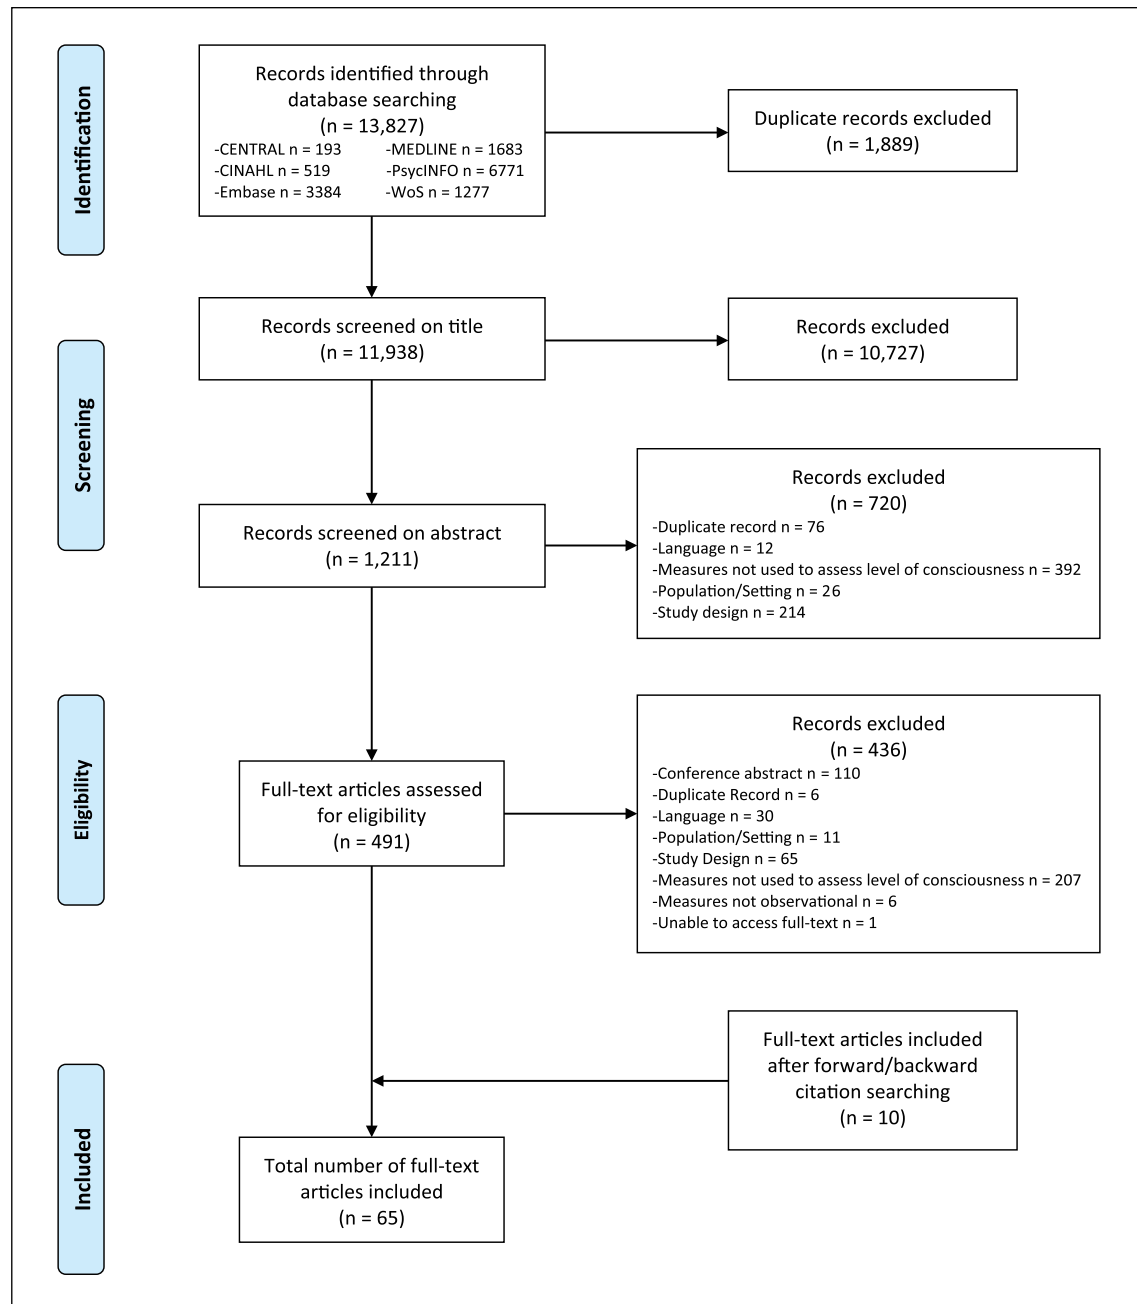 Identification
Records identified through
database searching
(n = 13,827)
-CENTRAL n = 193 -MEDLINE n = 1683
-CINAHL n = 519 -PsycINFO n = 6771
-Embase n = 3384 -WoS n = 1277
Duplicate records excluded
(n = 1,889)
Screening
Records screened on title
(n = 11,938)
Records excluded
(n = 10,727)
Records screened on abstract
(n = 1,211)
Records excluded
(n = 720)
-Duplicate record n = 76
-Language n = 12
-Measures not used to assess level of consciousness n = 392
-Population/Setting n = 26
-Study design n = 214
Eligibility
Full-text articles assessed
for eligibility
(n = 491)
Records excluded
(n = 436)
-Conference abstract n = 110
-Duplicate Record n = 6
-Language n = 30
-Population/Setting n = 11
-Study Design n = 65
-Measures not used to assess level of consciousness n = 207
-Measures not observational n = 6
-Unable to access full-text n = 1
Included
Full-text articles included
after forward/backward
citation searching
(n = 10)
Total number of full-text
articles included
(n = 65)